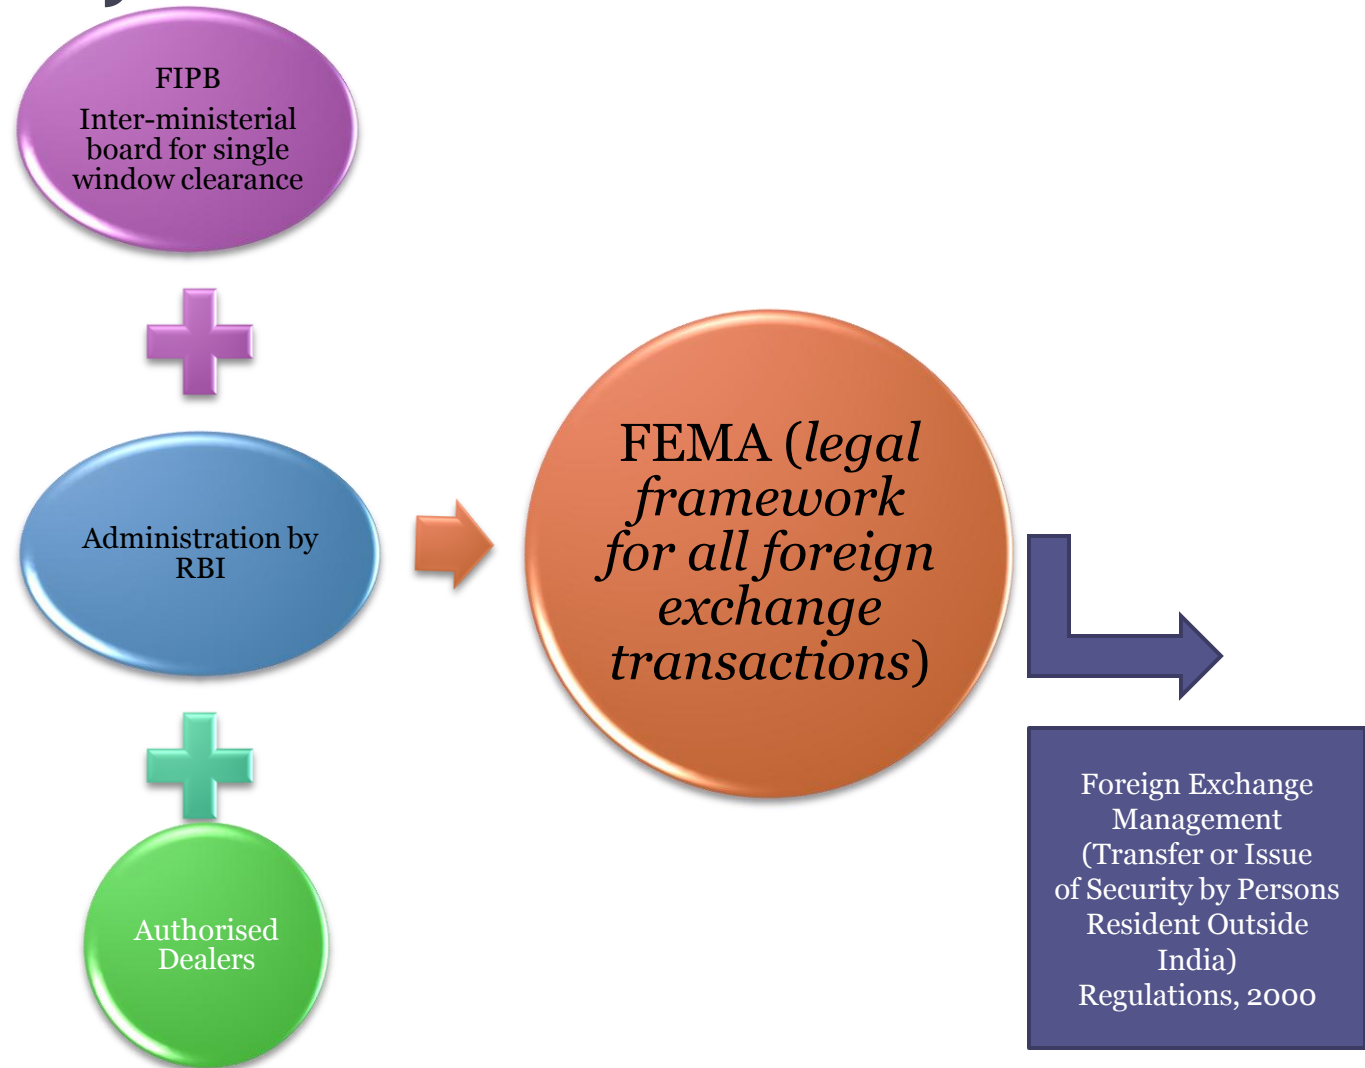 FIPB
Inter-ministerial
board for single
window clearance
Administration by
RBI
Authorised
Dealers
FEMA (legal
framework
for all foreign
exchange
transactions)
Foreign Exchange
Management
(Transfer or Issue
of Security by Persons
Resident Outside
India)
Regulations, 2000